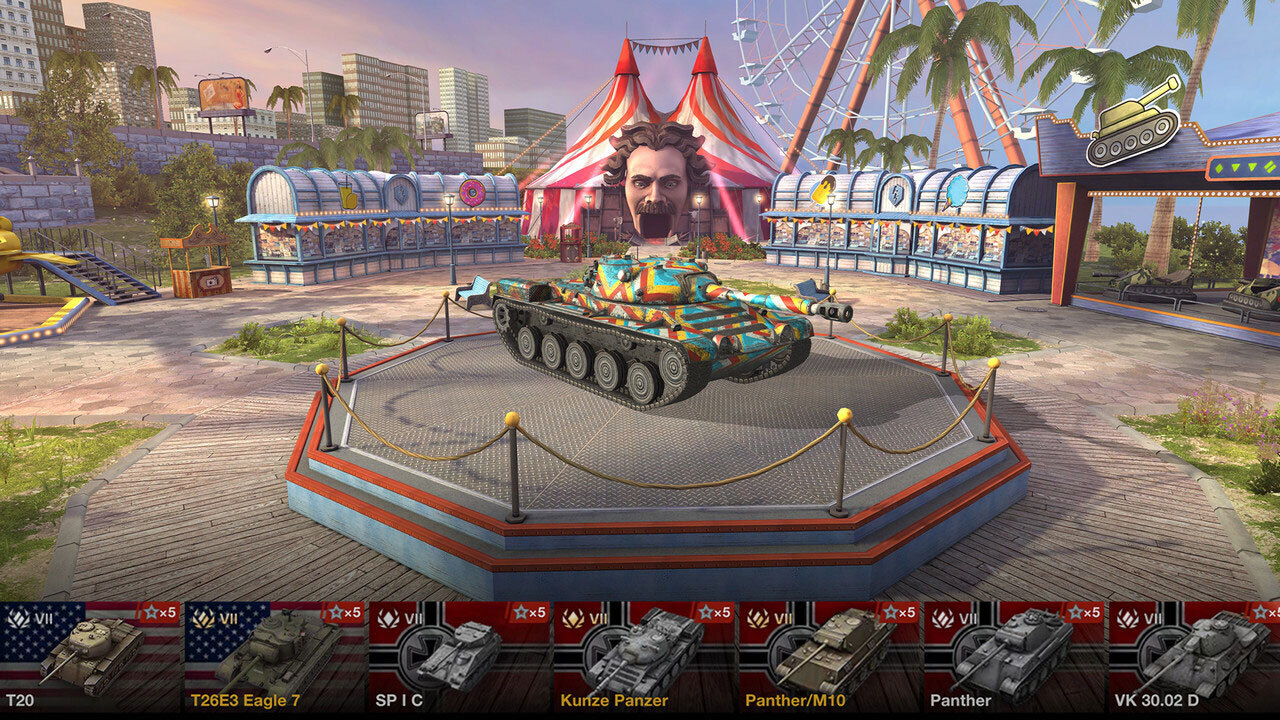 VII ×5
T20
VII ×5
T26E3 Eagle 7
VII ×5
SP I C
VII ×5
Kunze Panzer
VII ×5
Panther/M10
VII ×5
Panther
VII ×5
VK 30.02 D